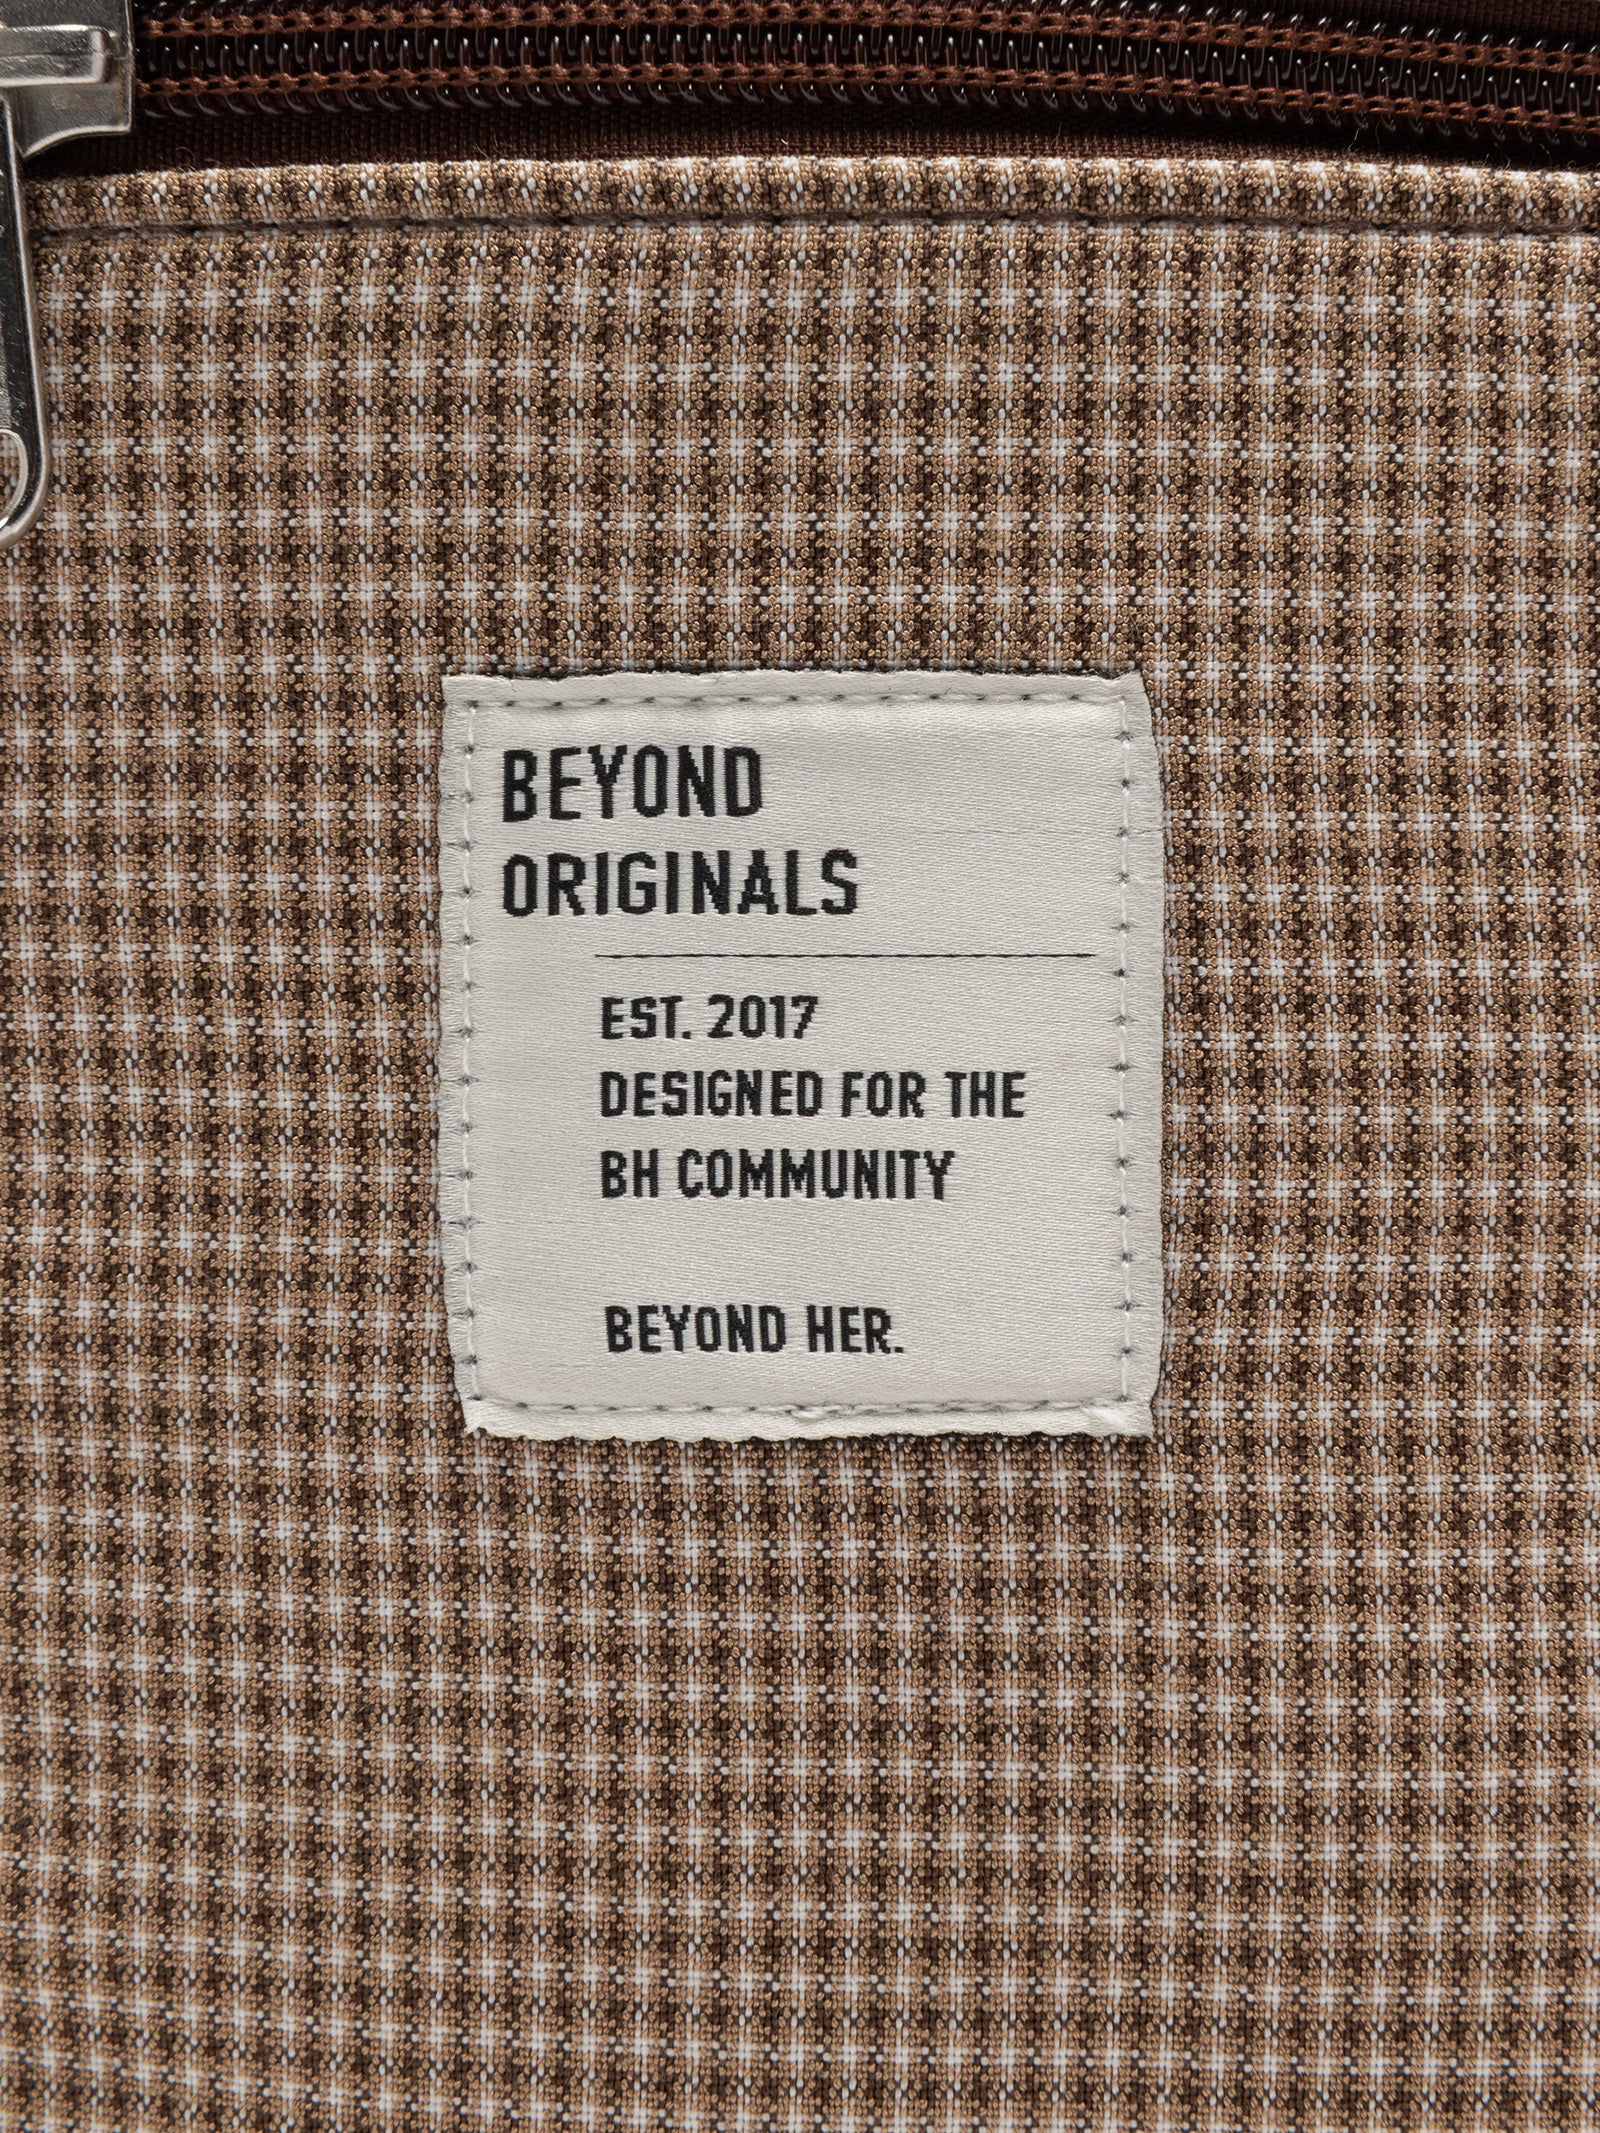 BEYOND
ORIGINALS
EST. 2017
DESIGNED FOR THE
BH COMMUNITY
BEYOND HER.